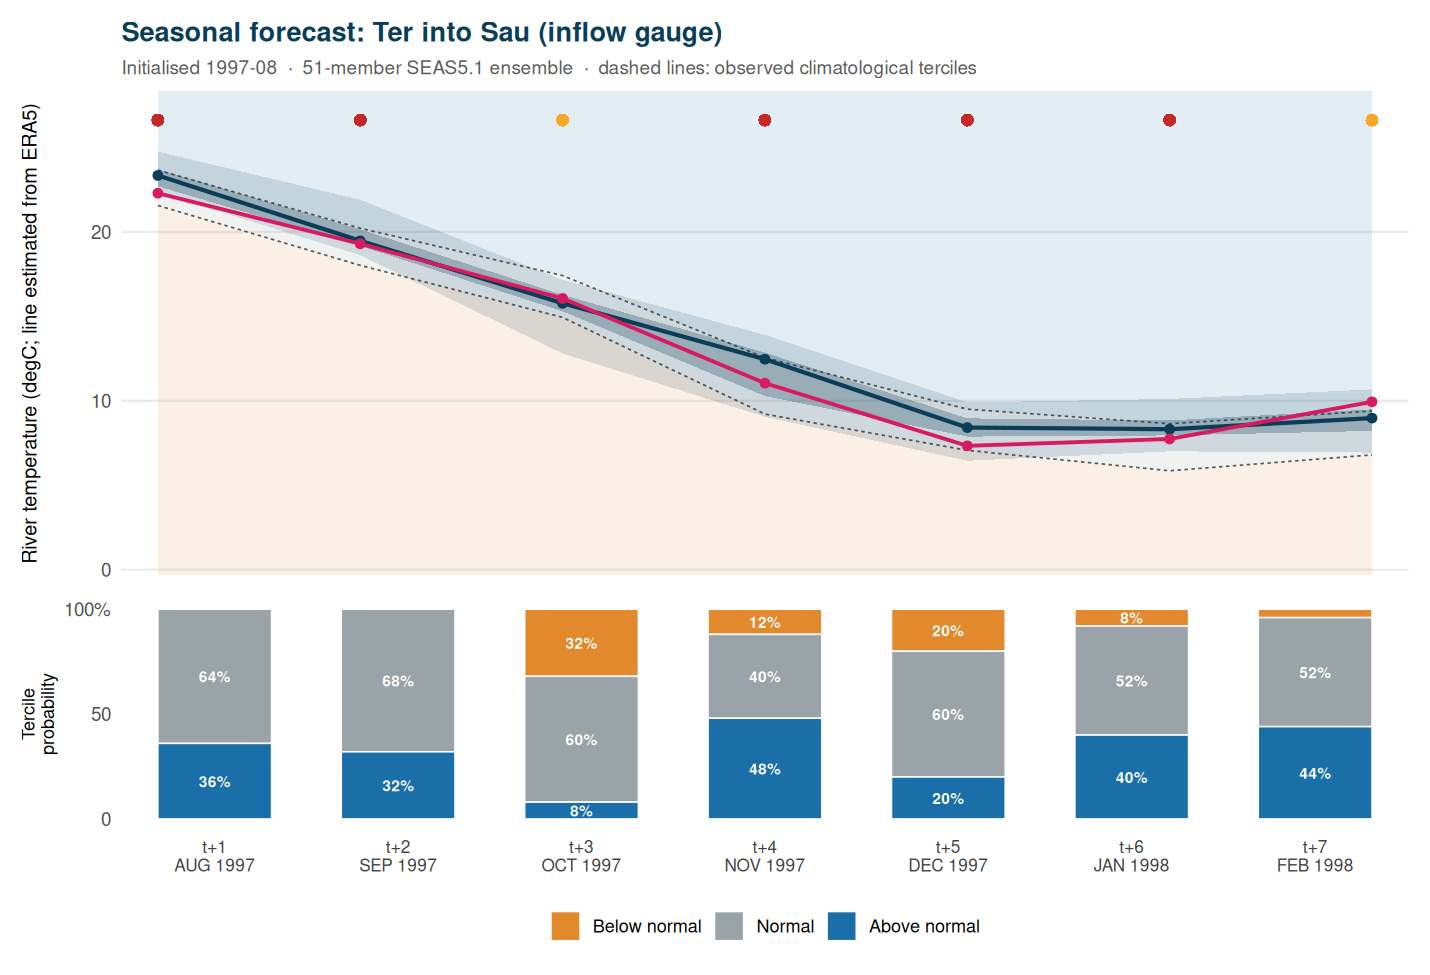 Seasonal forecast: Ter into Sau (inflow gauge)
Initialised 1997-08 · 51-member SEAS5.1 ensemble · dashed lines: observed climatological terciles
River temperature (degC; line estimated from ERA5)
20
10
0
Tercile
probability
100%
50
0
64%
36%
68%
32%
32%
60%
8%
12%
40%
48%
20%
60%
20%
8%
52%
40%
52%
44%
t+1
AUG 1997
t+2
SEP 1997
t+3
OCT 1997
t+4
NOV 1997
t+5
DEC 1997
t+6
JAN 1998
t+7
FEB 1998
Below normal
Normal
Above normal